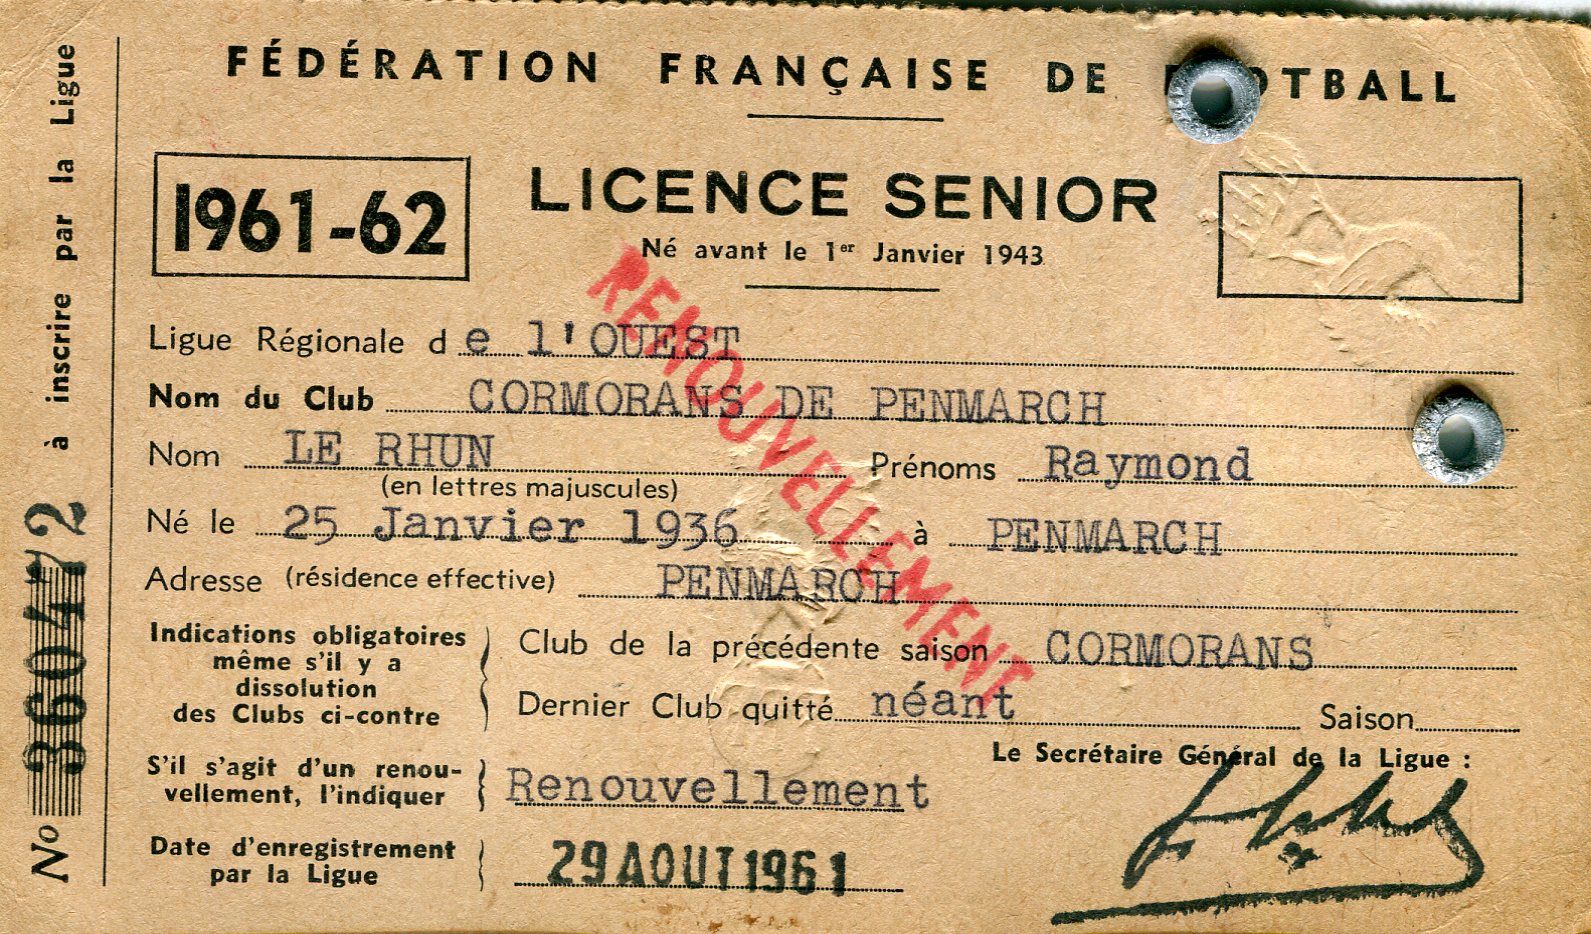 FÉDÉRATION FRANÇAISE DE FOOTBALL
1961-62
LICENCE SENIOR
Né avant le 1er Janvier 1943
RENOUVELLEMENT
Ligue Régionale de l'OUEST
Nom du Club CORMORANS DE PENMARCH
Nom LE RHUN Prénoms Raymond
(en lettres majuscules)
Né le 25 Janvier 1936 à PENMARCH
Adresse (résidence effective) PENMARCH
Indications obligatoires
même s'il y a
dissolution
des Clubs ci-contre
Club de la précédente saison CORMORANS
Dernier Club quitté néant Saison
Le Secrétaire Général de la Ligue :
S'il s'agit d'un renou-
vellement, l'indiquer
Renouvellement
Date d'enregistrement
par la Ligue
29 AOUT 1961
No 360472 à inscrire par la Ligue